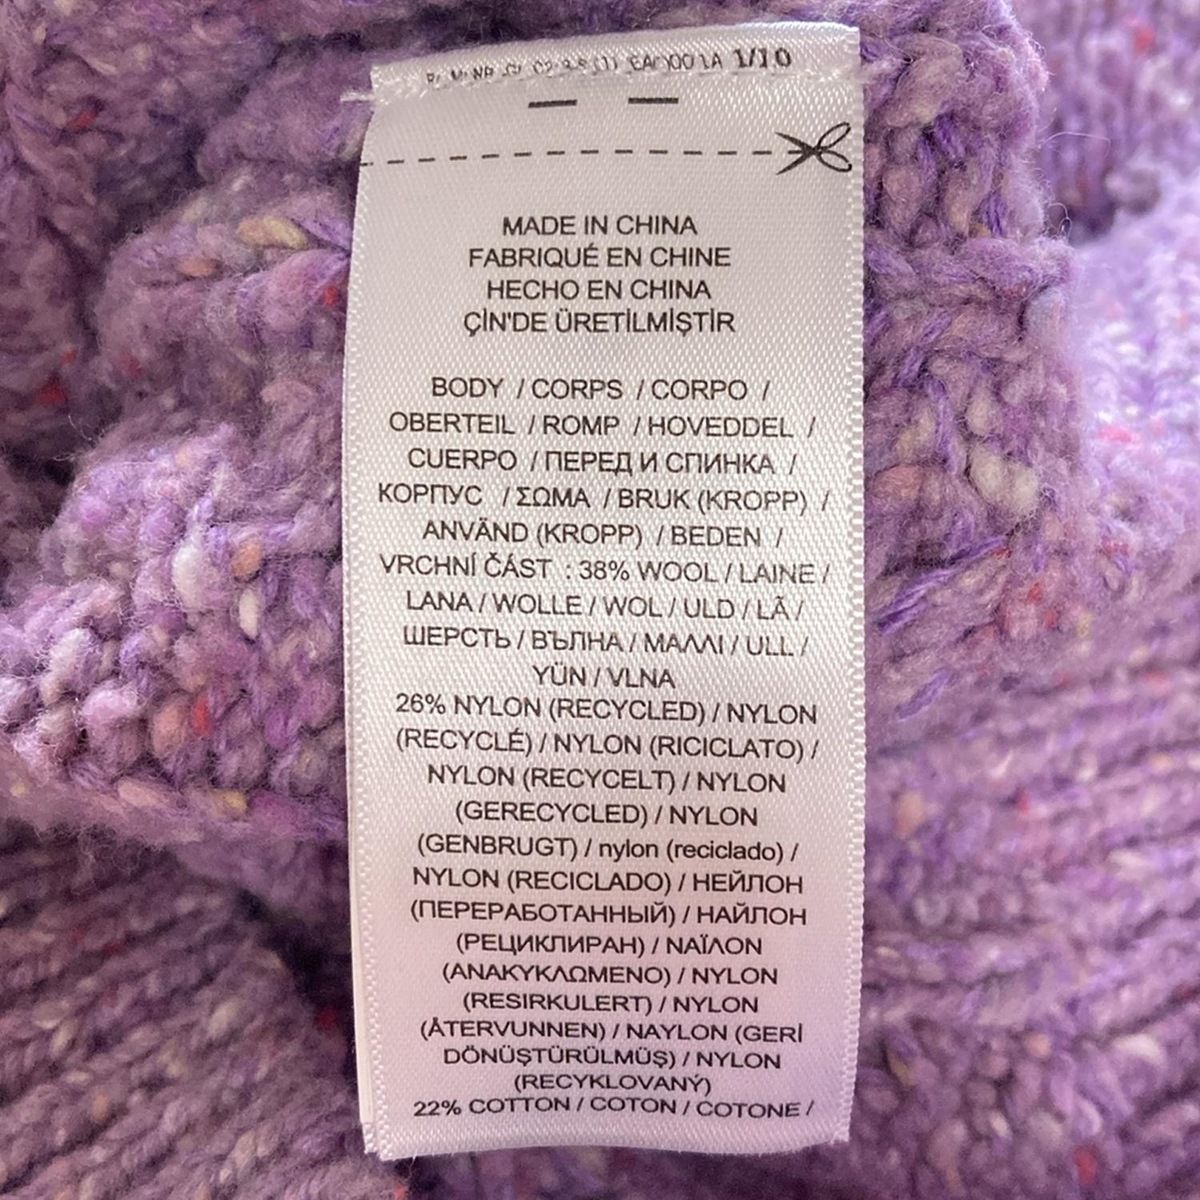 1/10
MADE IN CHINA
FABRIQUÉ EN CHINE
HECHO EN CHINA
ÇİN'DE ÜRETİLMİŞTİR
BODY / CORPS / CORPO /
OBERTEIL / ROMP / HOVEDDEL /
CUERPO / ПЕРЕД И СПИНКА /
КОРПУС / ΣΩΜΑ / BRUK (KROPP) /
ANVÄND (KROPP) / BEDEN /
VRCHNÍ ČÁST : 38% WOOL / LAINE /
LANA / WOLLE / WOL / ULD / LÃ /
ШЕРСТЬ / ВЪЛНА / ΜΑΛΛΙ / ULL /
YÜN / VLNA
26% NYLON (RECYCLED) / NYLON
(RECYCLÉ) / NYLON (RICICLATO) /
NYLON (RECYCELT) / NYLON
(GERECYCLED) / NYLON
(GENBRUGT) / nylon (reciclado) /
NYLON (RECICLADO) / НЕЙЛОН
(ПЕРЕРАБОТАННЫЙ) / НАЙЛОН
(РЕЦИКЛИРАН) / ΝΑΪΛΟΝ
(ΑΝΑΚΥΚΛΩΜΕΝΟ) / NYLON
(RESIRKULERT) / NYLON
(ÅTERVUNNEN) / NAYLON (GERİ
DÖNÜŞTÜRÜLMÜŞ) / NYLON
(RECYKLOVANÝ)
22% COTTON / COTON / COTONE /